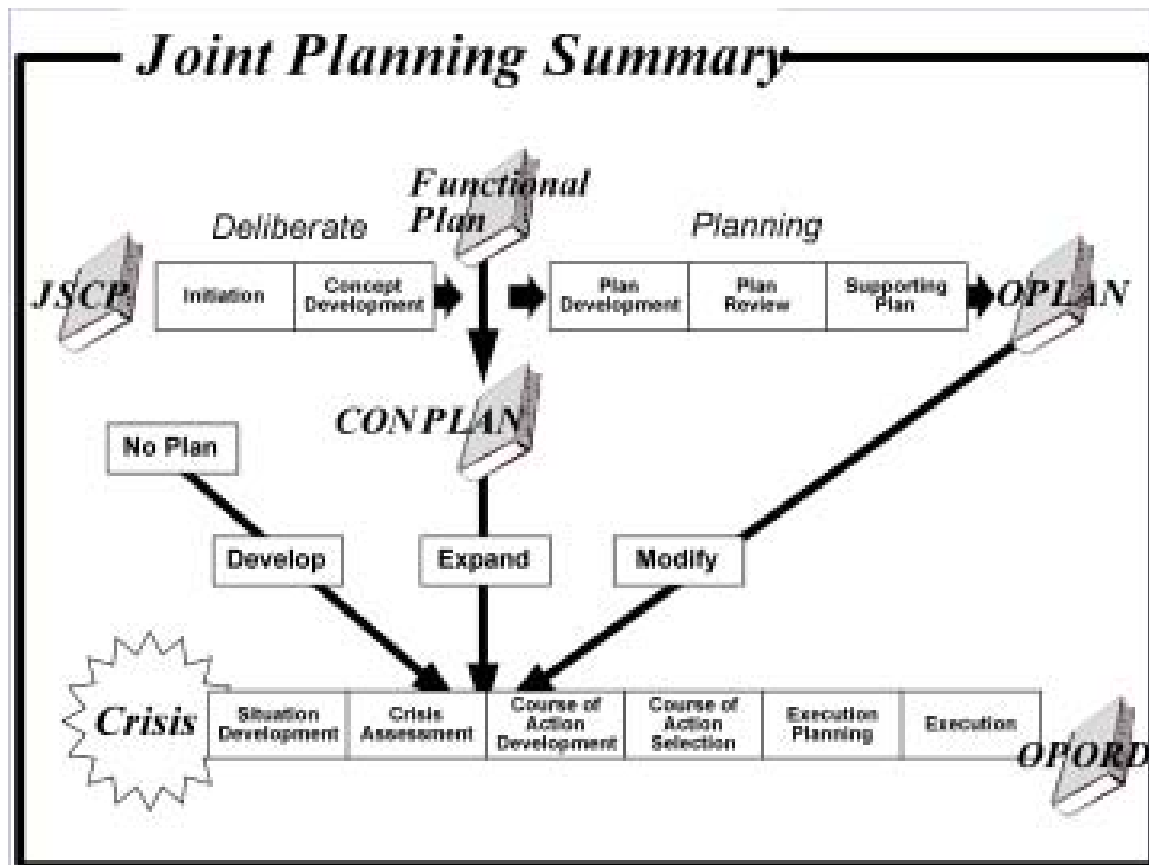 Joint Planning Summary
Functional
Plan
Deliberate
Planning
JSCP
Initiation
Concept
Development
Plan
Development
Plan
Review
Supporting
Plan
OPLAN
CONPLAN
No Plan
Develop
Expand
Modify
Crisis
Situation
Development
Crisis
Assessment
Course of
Action
Development
Course of
Action
Selection
Execution
Planning
Execution
OPORD